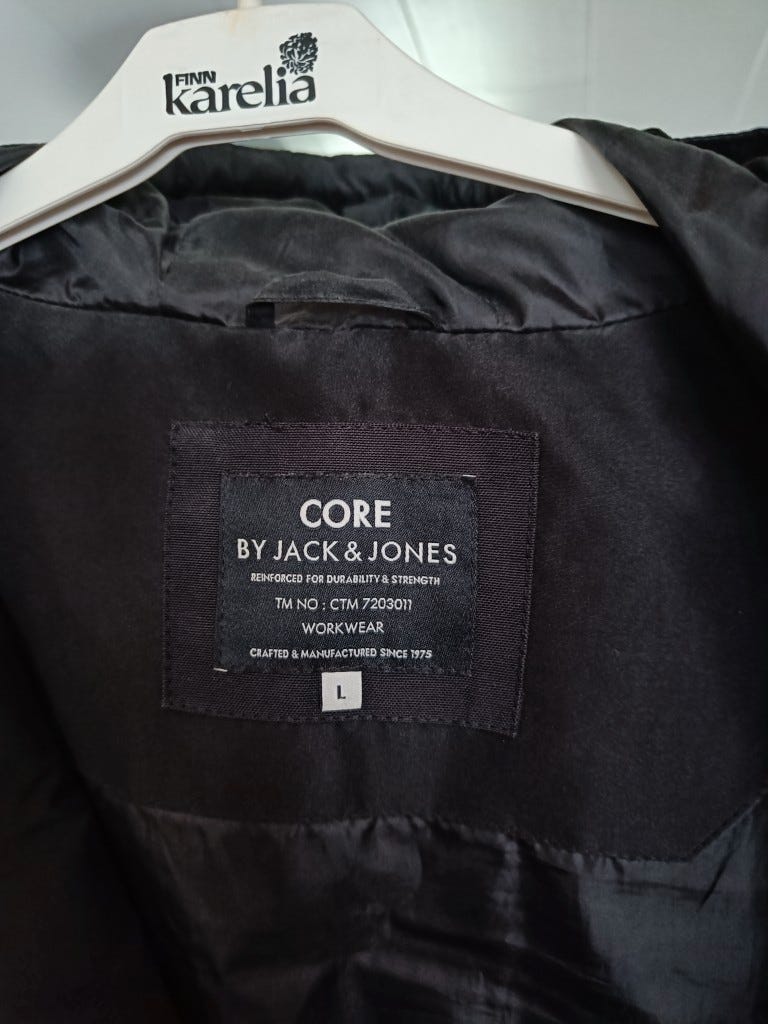 FINN
karelia
CORE
BY JACK & JONES
REINFORCED FOR DURABILITY & STRENGTH
TM NO : CTM 7203011
WORKWEAR
CRAFTED & MANUFACTURED SINCE 1975
L